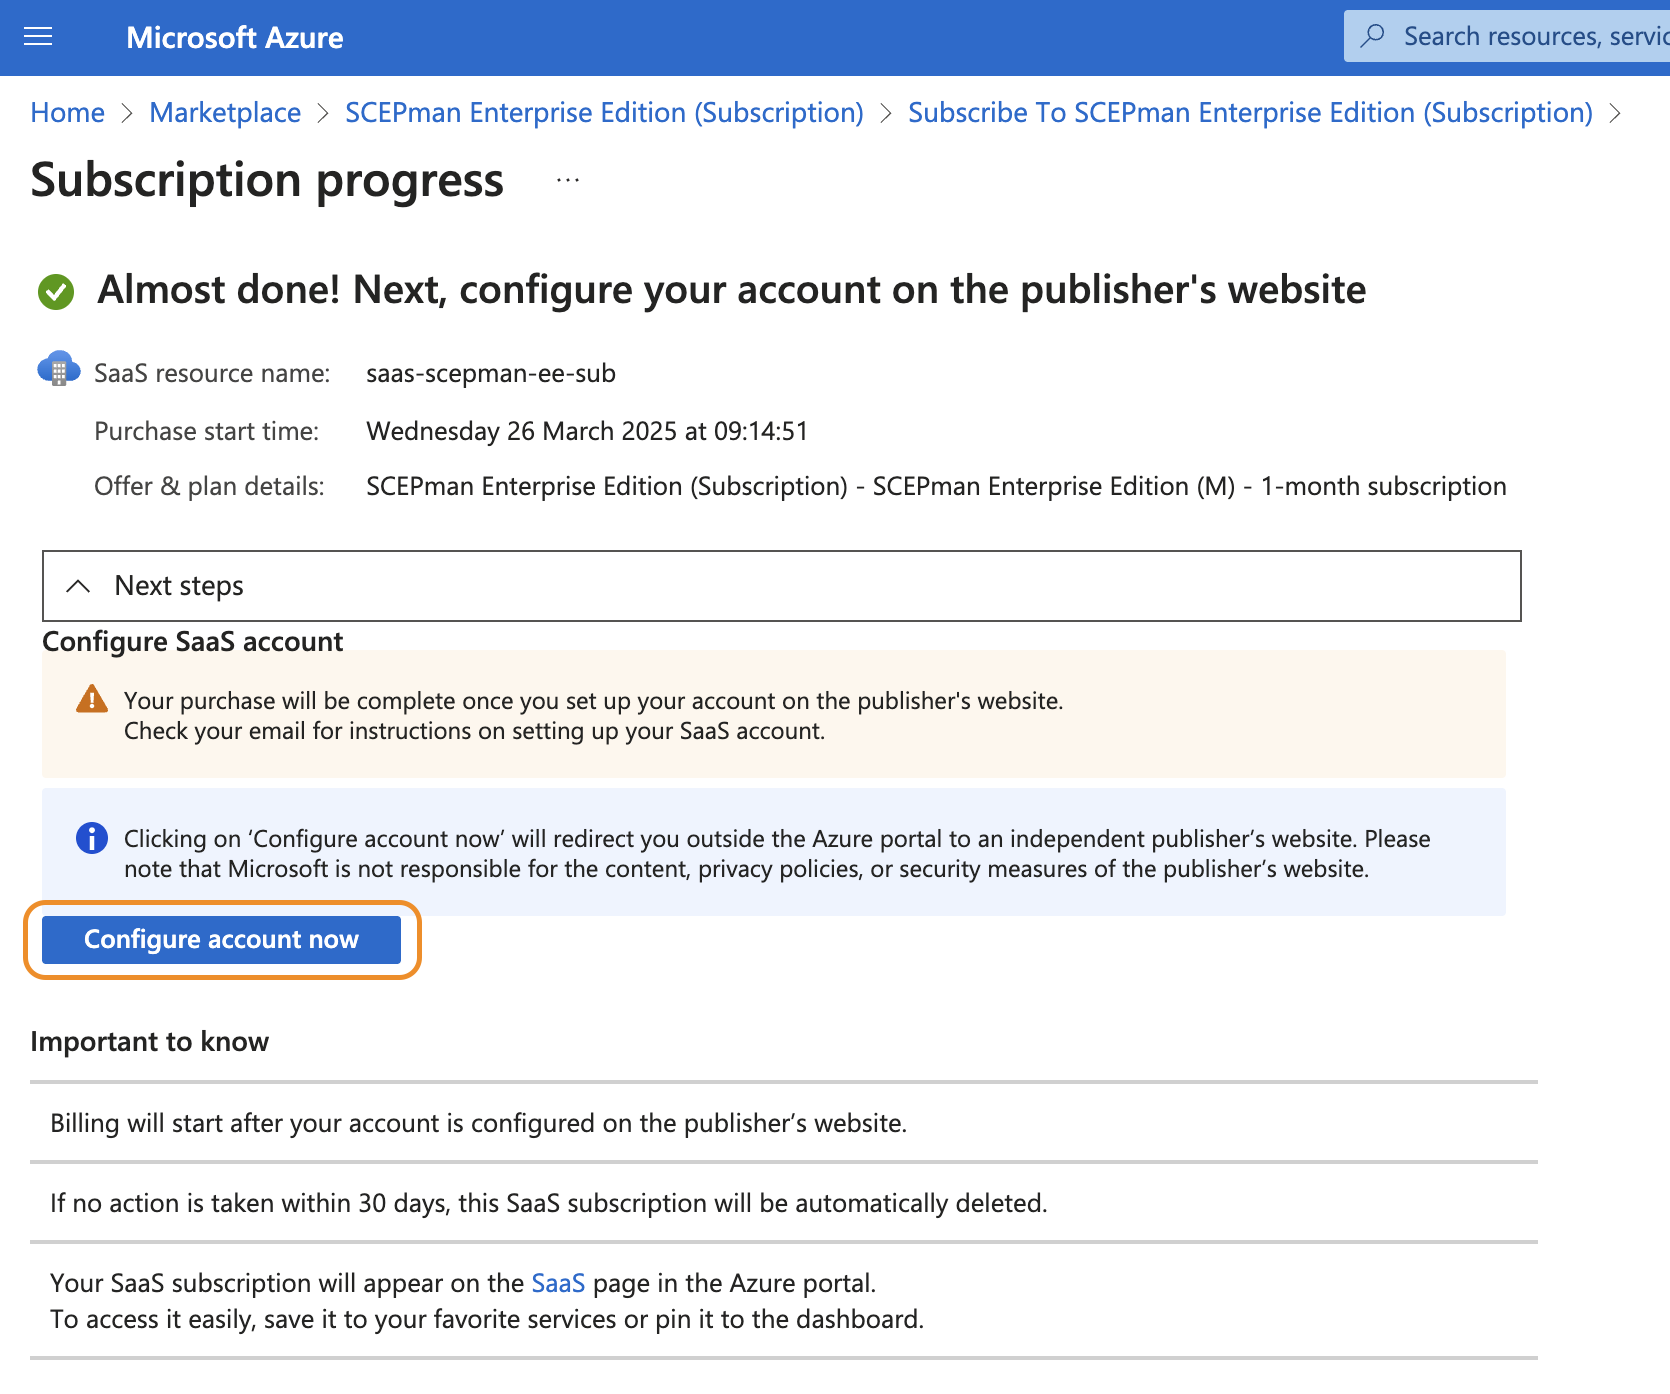 Microsoft Azure
Search resources, servic
Home > Marketplace > SCEPman Enterprise Edition (Subscription) > Subscribe To SCEPman Enterprise Edition (Subscription) >
Subscription progress ...
Almost done! Next, configure your account on the publisher's website
SaaS resource name: saas-scepman-ee-sub
Purchase start time: Wednesday 26 March 2025 at 09:14:51
Offer & plan details: SCEPman Enterprise Edition (Subscription) - SCEPman Enterprise Edition (M) - 1-month subscription
Next steps
Configure SaaS account
Your purchase will be complete once you set up your account on the publisher's website.
Check your email for instructions on setting up your SaaS account.
Clicking on ‘Configure account now’ will redirect you outside the Azure portal to an independent publisher’s website. Please
note that Microsoft is not responsible for the content, privacy policies, or security measures of the publisher’s website.
Configure account now
Important to know
Billing will start after your account is configured on the publisher’s website.
If no action is taken within 30 days, this SaaS subscription will be automatically deleted.
Your SaaS subscription will appear on the SaaS page in the Azure portal.
To access it easily, save it to your favorite services or pin it to the dashboard.